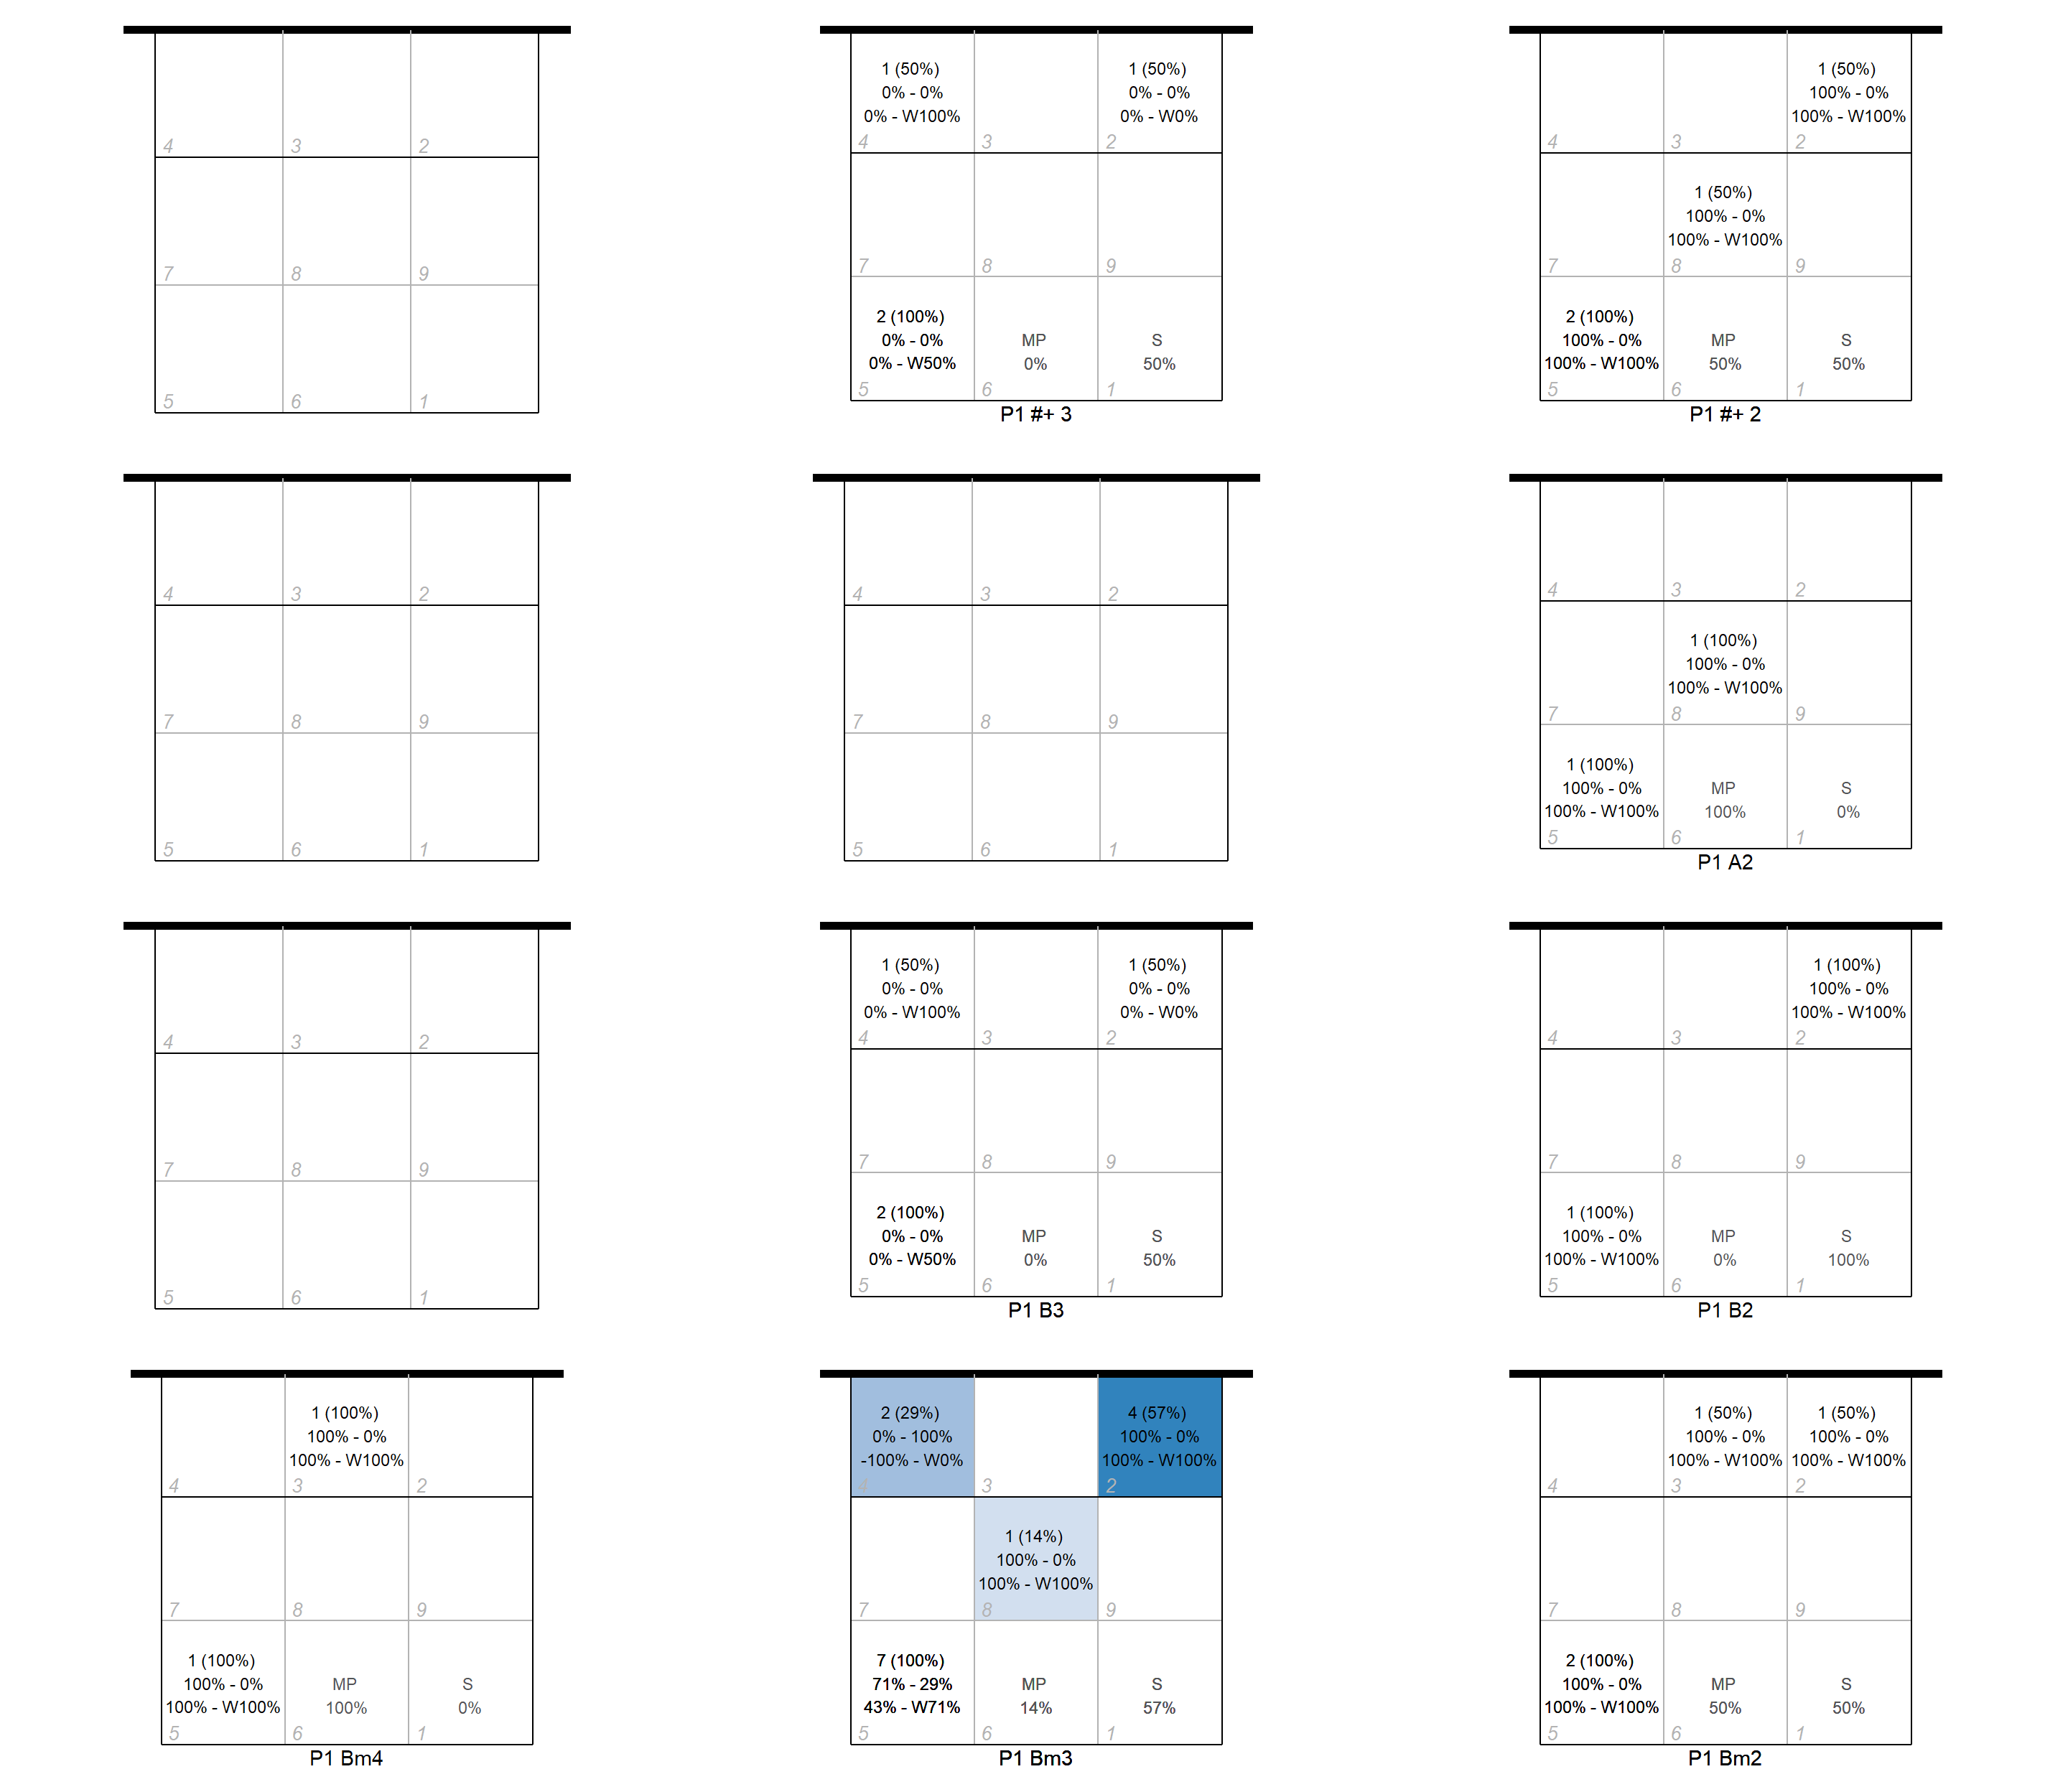 4 3 2
7 8 9
5 6 1
1 (50%)
0% - 0%
0% - W100%
1 (50%)
0% - 0%
0% - W0%
4 3 2
7 8 9
2 (100%)
0% - 0%
0% - W50%
MP
0%
S
50%
5 6 1
P1 #+ 3
1 (50%)
100% - 0%
100% - W100%
4 3 2
1 (50%)
100% - 0%
100% - W100%
7 8 9
2 (100%)
100% - 0%
100% - W100%
MP
50%
S
50%
5 6 1
P1 #+ 2
4 3 2
7 8 9
5 6 1
4 3 2
7 8 9
5 6 1
4 3 2
1 (100%)
100% - 0%
100% - W100%
7 8 9
1 (100%)
100% - 0%
100% - W100%
MP
100%
S
0%
5 6 1
P1 A2
4 3 2
7 8 9
5 6 1
1 (50%)
0% - 0%
0% - W100%
1 (50%)
0% - 0%
0% - W0%
4 3 2
7 8 9
2 (100%)
0% - 0%
0% - W50%
MP
0%
S
50%
5 6 1
P1 B3
1 (100%)
100% - 0%
100% - W100%
4 3 2
7 8 9
1 (100%)
100% - 0%
100% - W100%
MP
0%
S
100%
5 6 1
P1 B2
1 (100%)
100% - 0%
100% - W100%
4 3 2
7 8 9
1 (100%)
100% - 0%
100% - W100%
MP
100%
S
0%
5 6 1
P1 Bm4
2 (29%)
0% - 100%
-100% - W0%
4 (57%)
100% - 0%
100% - W100%
4 3 2
1 (14%)
100% - 0%
100% - W100%
7 8 9
7 (100%)
71% - 29%
43% - W71%
MP
14%
S
57%
5 6 1
P1 Bm3
1 (50%)
100% - 0%
100% - W100%
1 (50%)
100% - 0%
100% - W100%
4 3 2
7 8 9
2 (100%)
100% - 0%
100% - W100%
MP
50%
S
50%
5 6 1
P1 Bm2